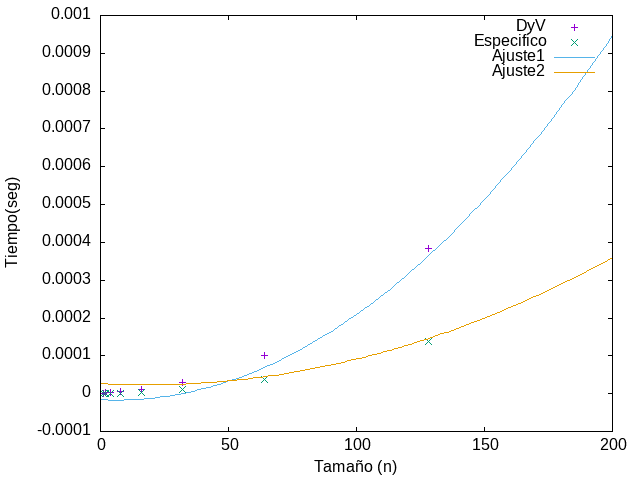 0.001
0.0009
0.0008
0.0007
0.0006
0.0005
0.0004
0.0003
0.0002
0.0001
0
-0.0001
Tiempo(seg)
DyV
Especifico
Ajuste1
Ajuste2
0 50 100 150 200
Tamaño (n)